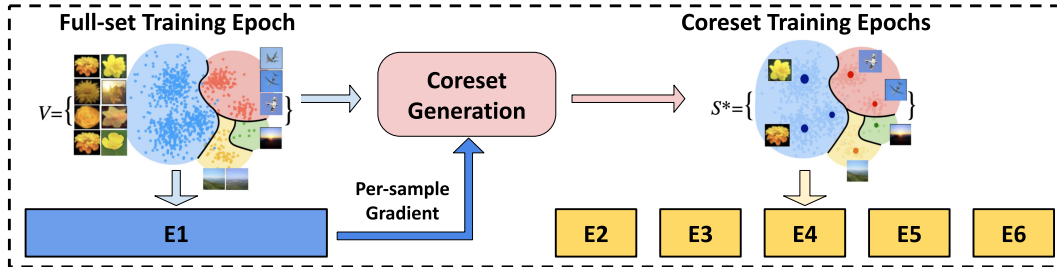 Full-set Training Epoch
Coreset Training Epochs
V={
}
Coreset
Generation
S*={
}
Per-sample
Gradient
E1
E2
E3
E4
E5
E6